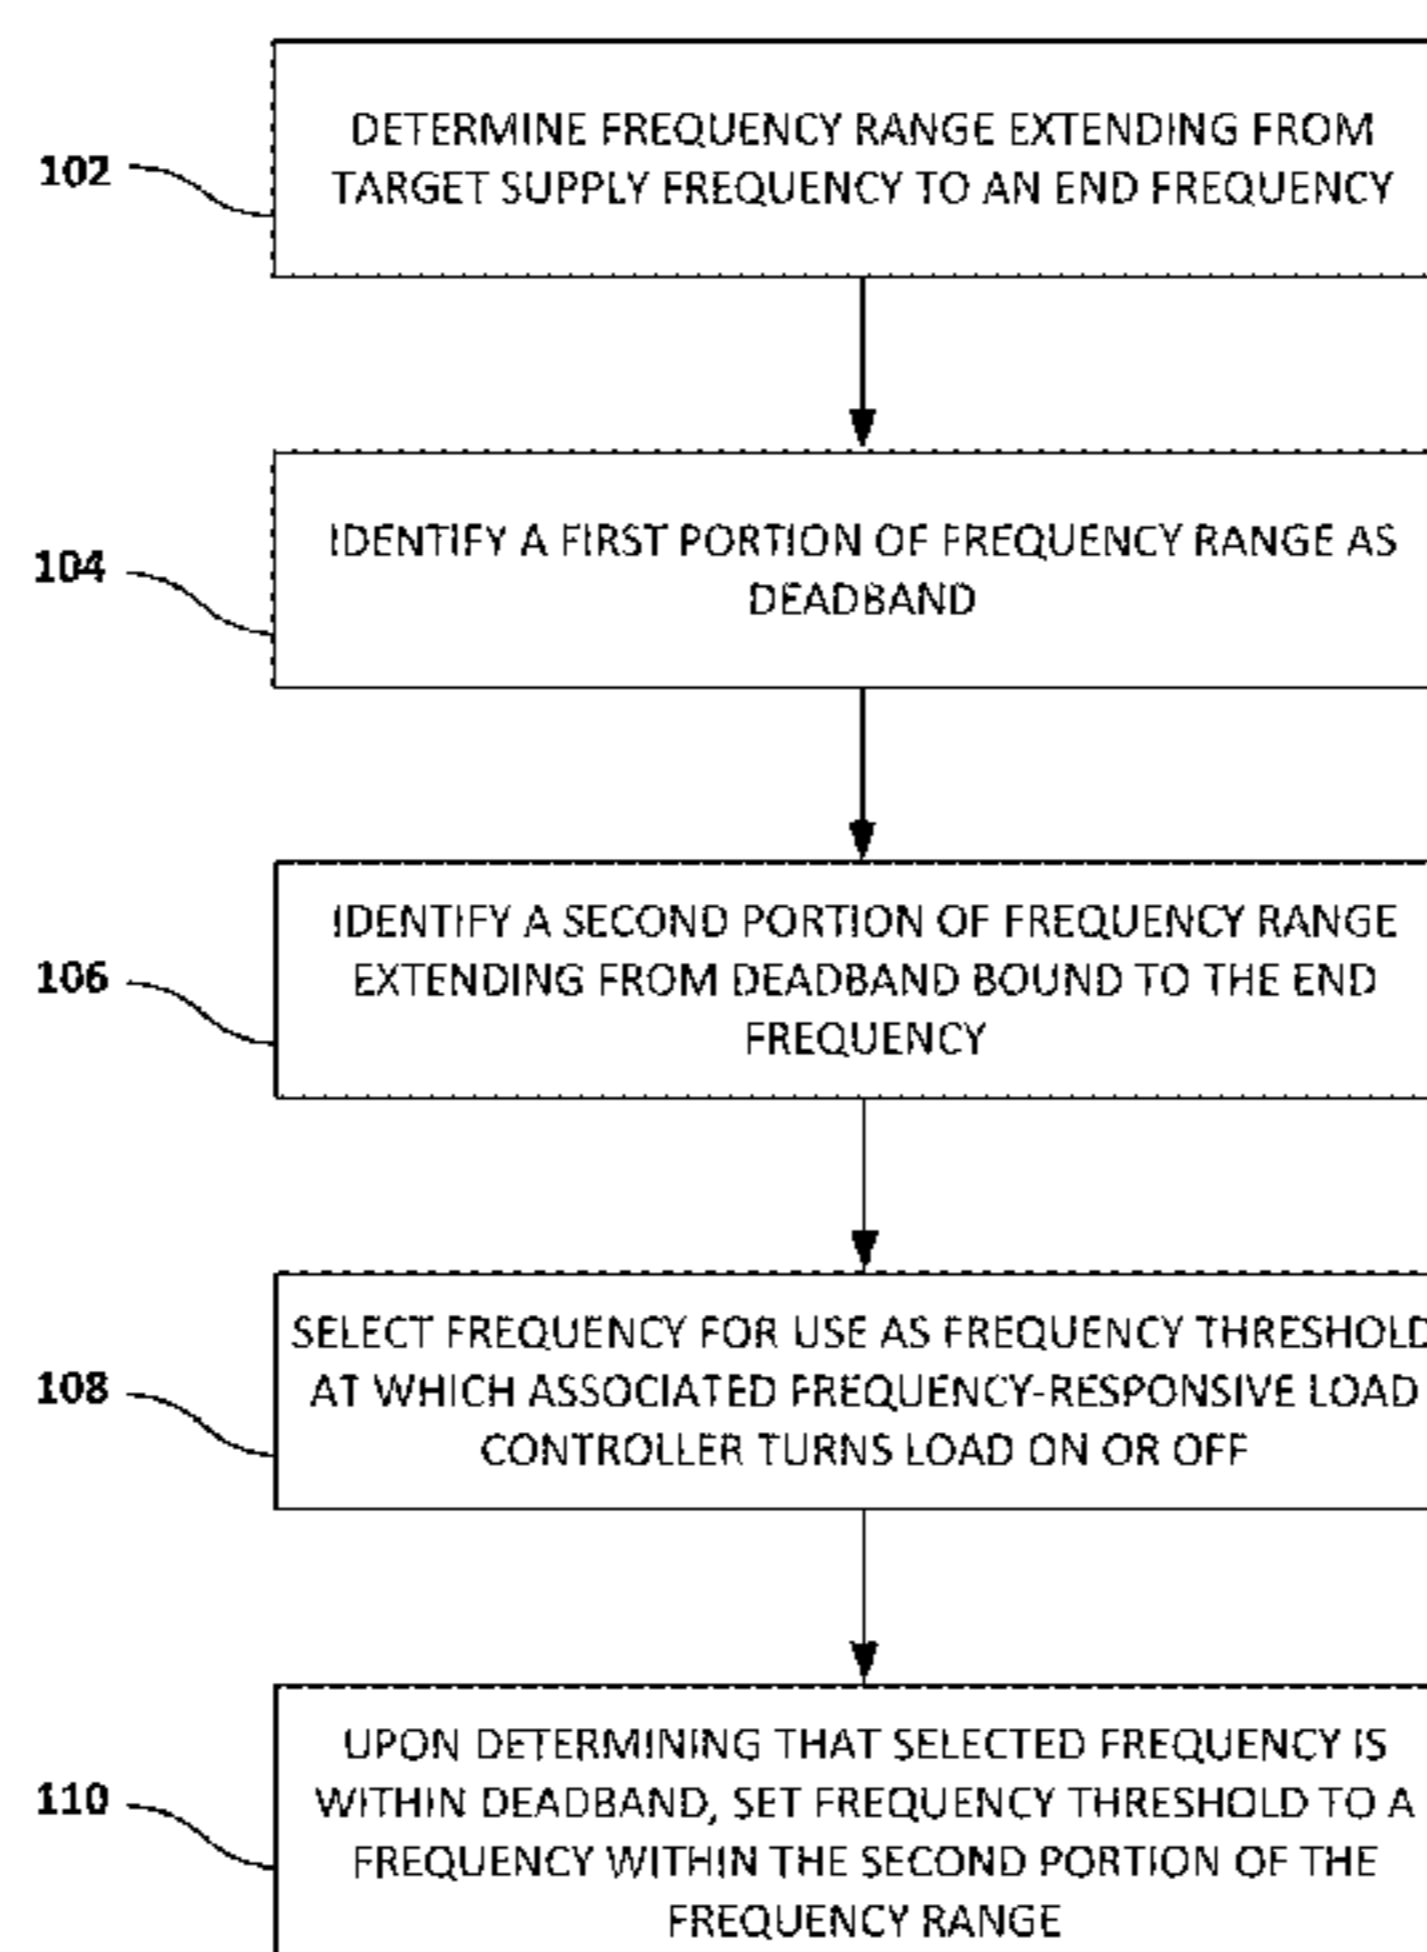 102
DETERMINE FREQUENCY RANGE EXTENDING FROM
TARGET SUPPLY FREQUENCY TO AN END FREQUENCY
104
IDENTIFY A FIRST PORTION OF FREQUENCY RANGE AS
DEADBAND
106
IDENTIFY A SECOND PORTION OF FREQUENCY RANGE
EXTENDING FROM DEADBAND BOUND TO THE END
FREQUENCY
108
SELECT FREQUENCY FOR USE AS FREQUENCY THRESHOLD
AT WHICH ASSOCIATED FREQUENCY-RESPONSIVE LOAD
CONTROLLER TURNS LOAD ON OR OFF
110
UPON DETERMINING THAT SELECTED FREQUENCY IS
WITHIN DEADBAND, SET FREQUENCY THRESHOLD TO A
FREQUENCY WITHIN THE SECOND PORTION OF THE
FREQUENCY RANGE